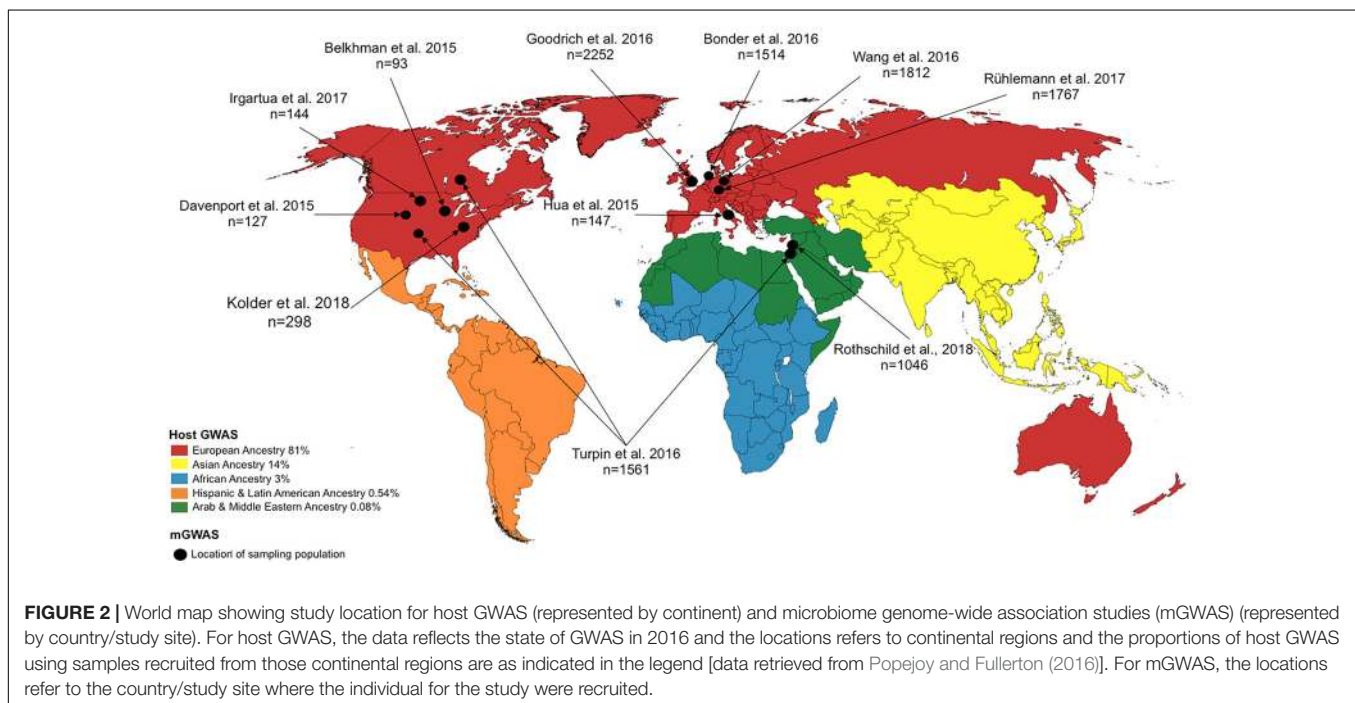 Belkhman et al. 2015
n=93
Goodrich et al. 2016
n=2252
Bonder et al. 2016
n=1514
Wang et al. 2016
n=1812
Rühlemann et al. 2017
n=1767
Irgartua et al. 2017
n=144
Davenport et al. 2015
n=127
Hua et al. 2015
n=147
Kolder et al. 2018
n=298
Rothschild et al., 2018
n=1046
Turpin et al. 2016
n=1561
Host GWAS
European Ancestry 81%
Asian Ancestry 14%
African Ancestry 3%
Hispanic & Latin American Ancestry 0.54%
Arab & Middle Eastern Ancestry 0.08%
mGWAS
Location of sampling population
FIGURE 2 | World map showing study location for host GWAS (represented by continent) and microbiome genome-wide association studies (mGWAS) (represented
by country/study site). For host GWAS, the data reflects the state of GWAS in 2016 and the locations refers to continental regions and the proportions of host GWAS
using samples recruited from those continental regions are as indicated in the legend [data retrieved from Popejoy and Fullerton (2016)]. For mGWAS, the locations
refer to the country/study site where the individual for the study were recruited.